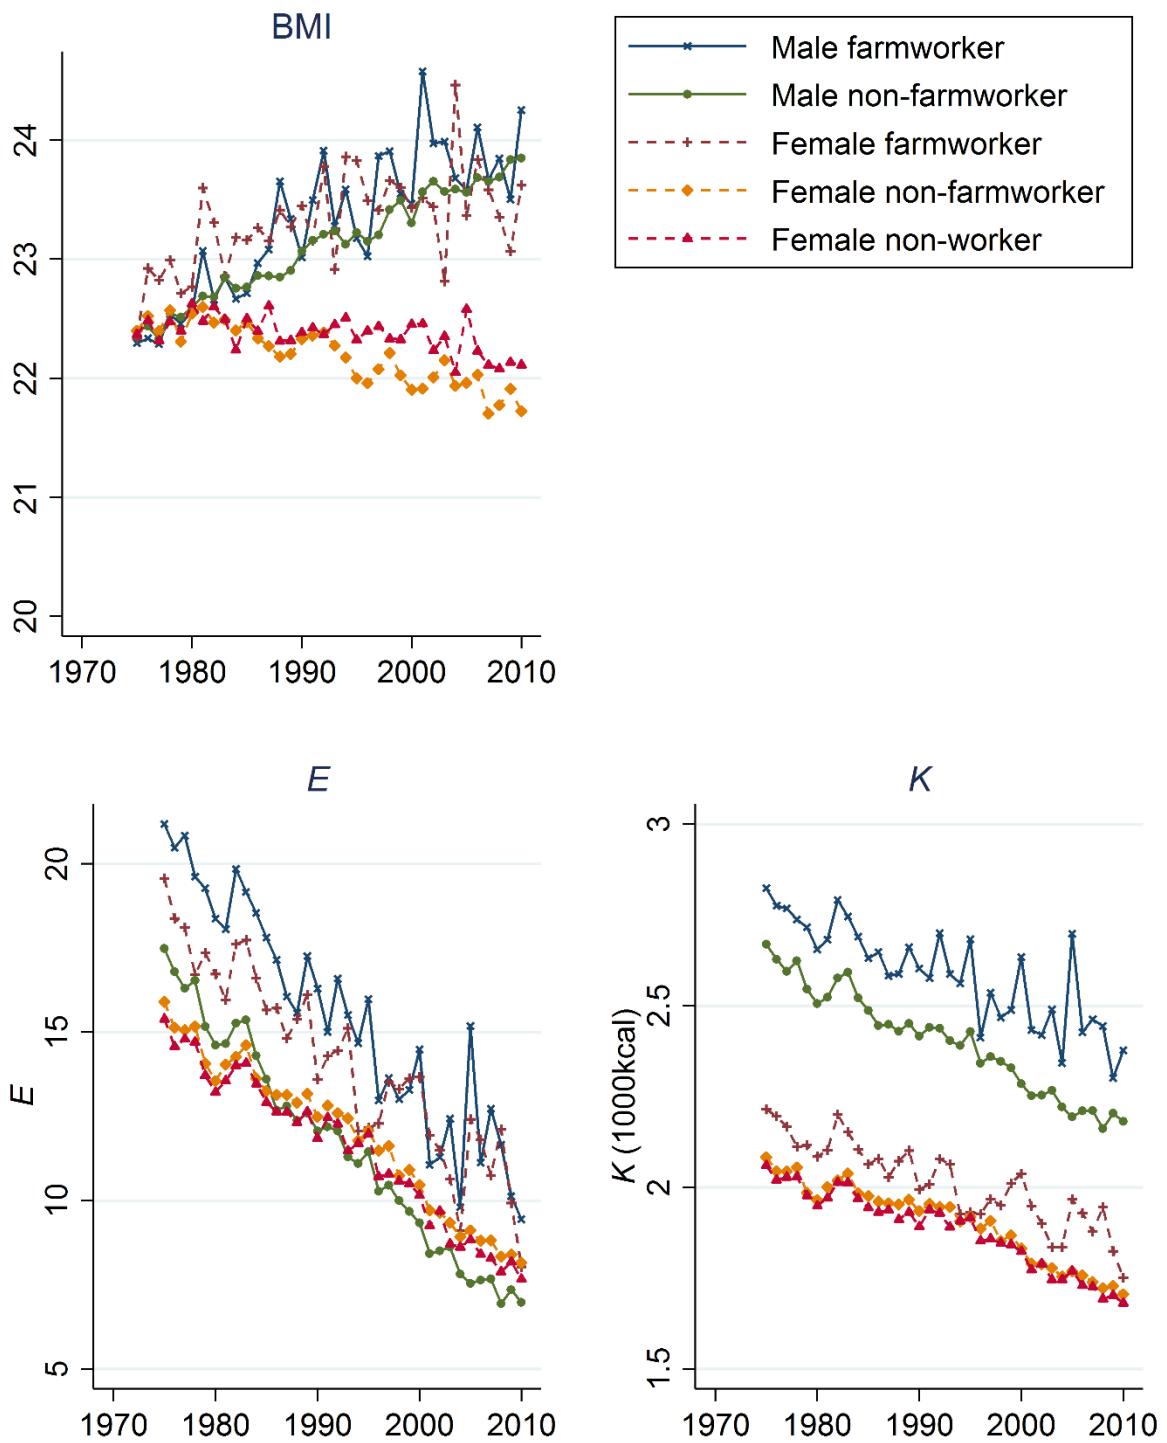 BMI
Male farmworker
Male non-farmworker
Female farmworker
Female non-farmworker
Female non-worker
24
23
22
21
20
1970 1980 1990 2000 2010
E
E
20
15
10
5
1970 1980 1990 2000 2010
K
K (1000kcal)
3
2.5
2
1.5
1970 1980 1990 2000 2010